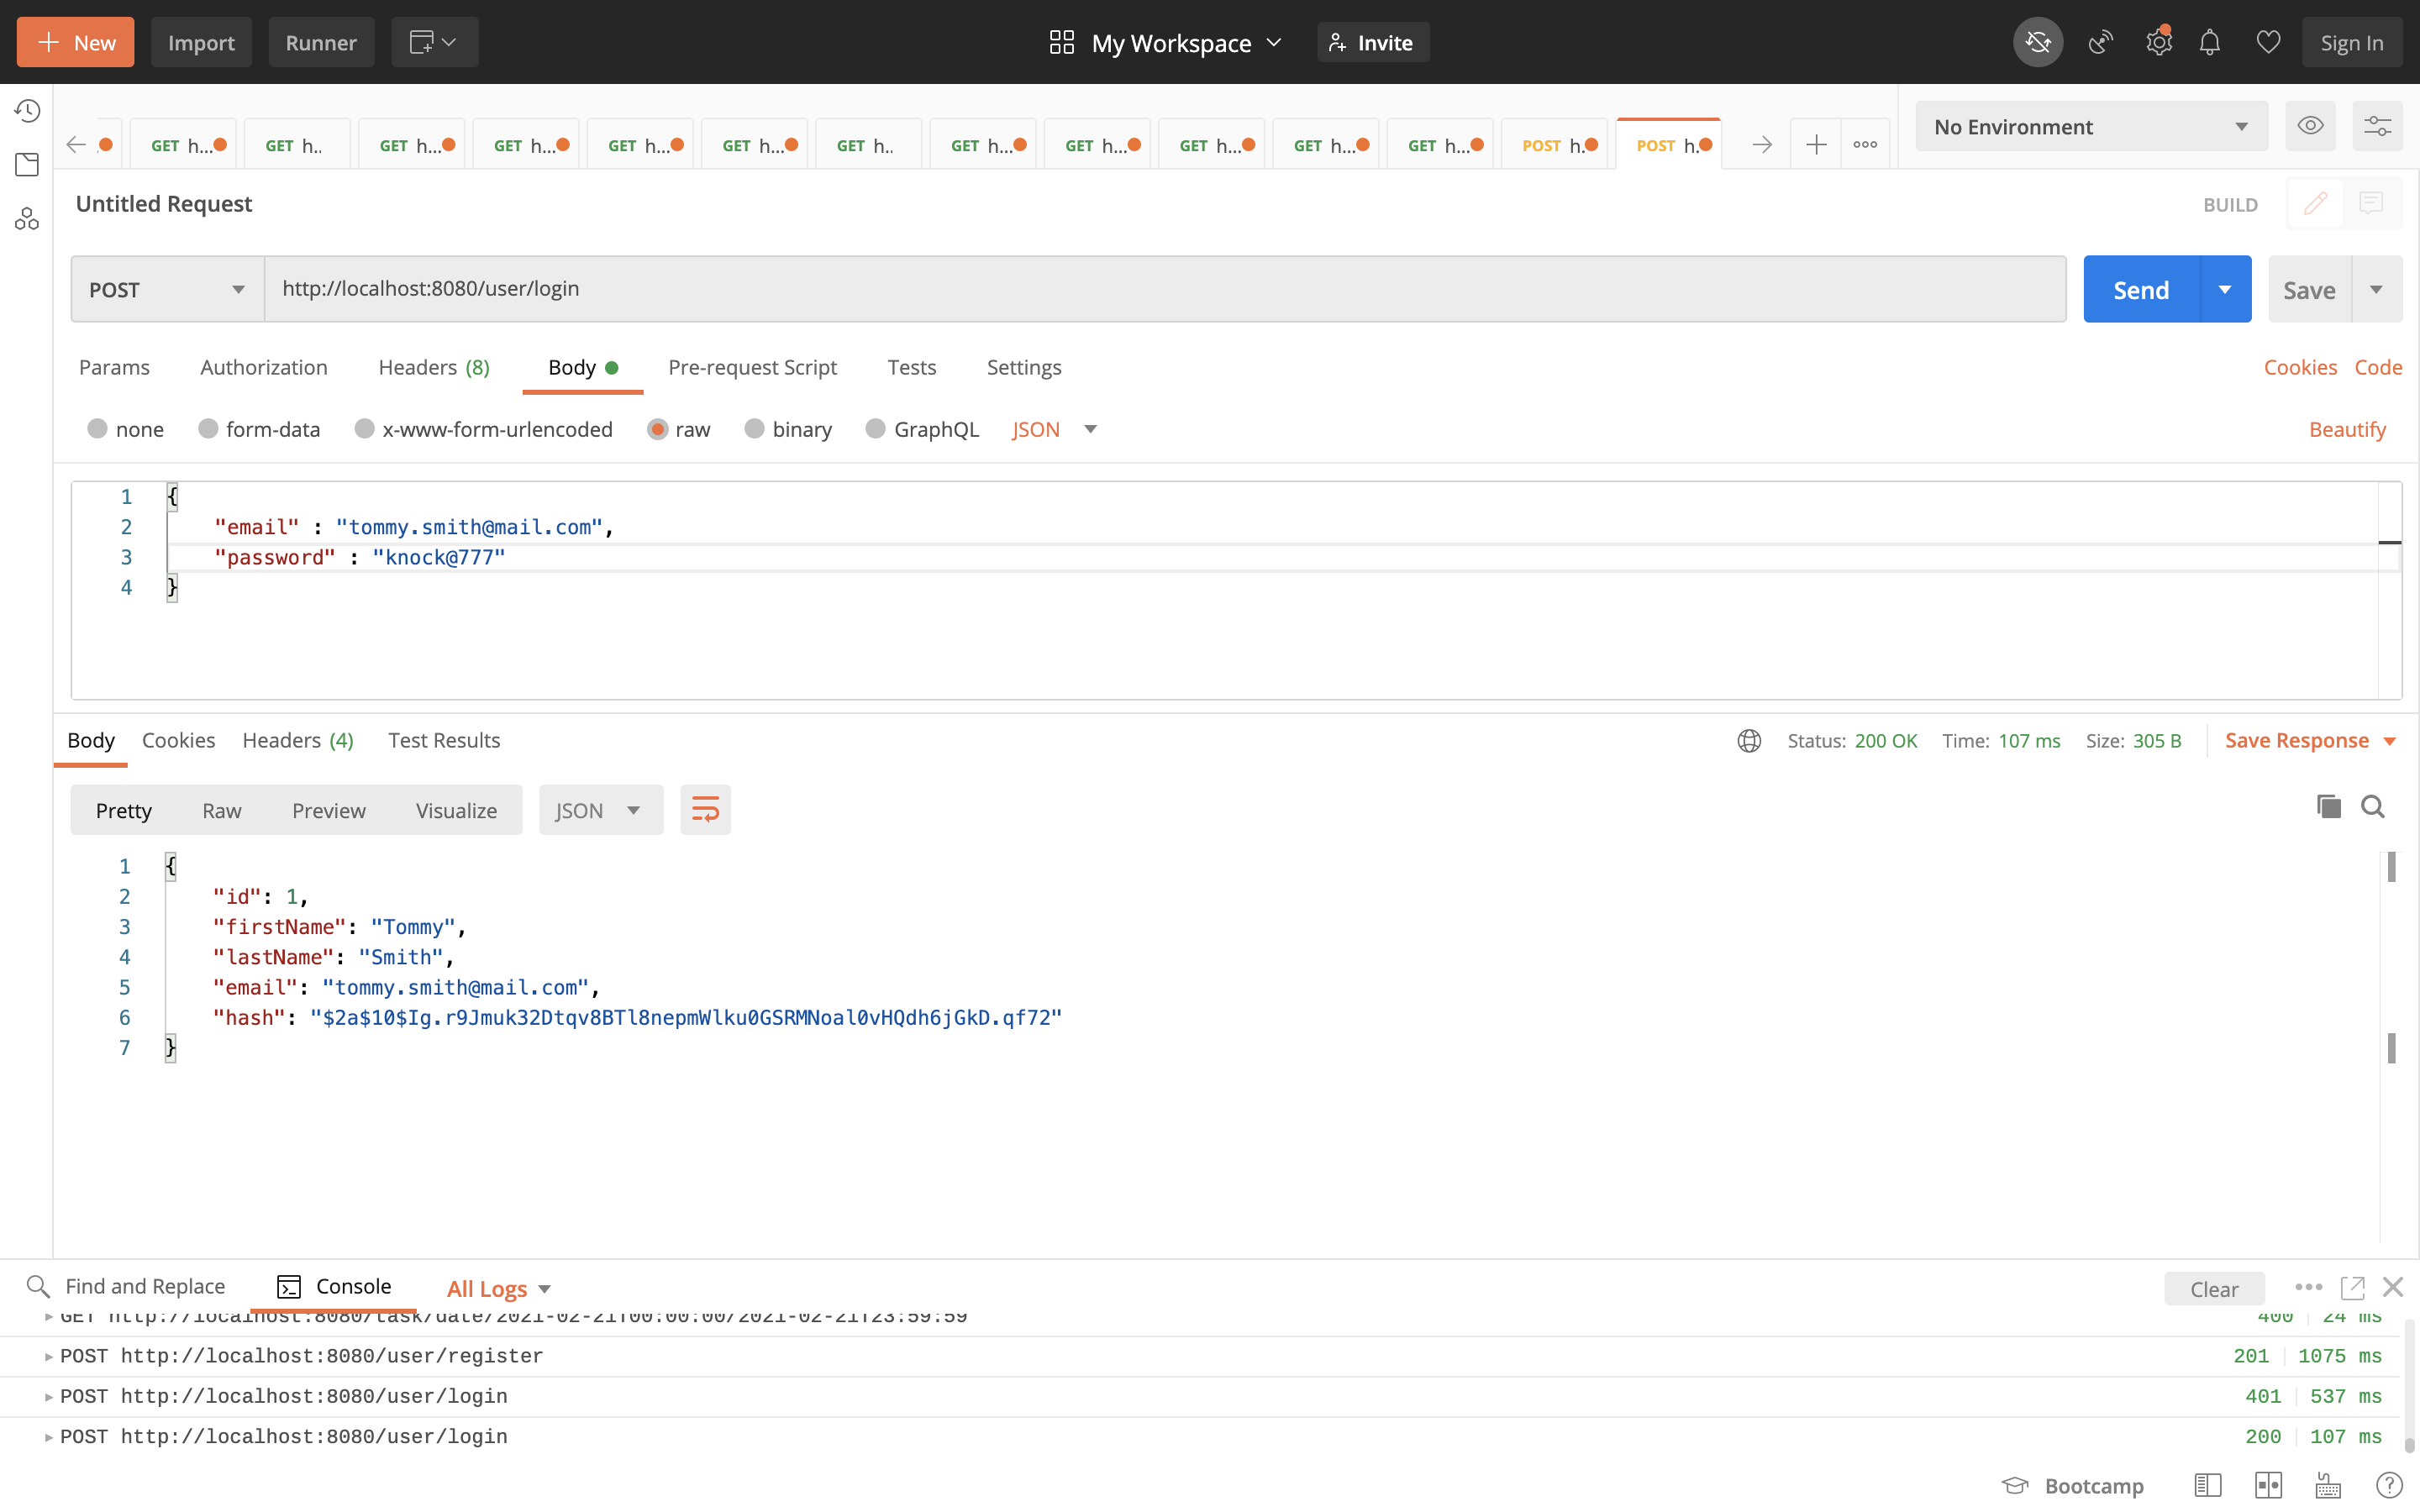 New Import Runner My Workspace Invite Sign In
GET h... GET h.. GET h... GET h... GET h... GET h... GET h.. GET h... GET h... GET h... GET h... GET h... POST h. POST h. No Environment
Untitled Request BUILD
POST http://localhost:8080/user/login Send Save
Params Authorization Headers (8) Body Pre-request Script Tests Settings Cookies Code
none form-data x-www-form-urlencoded raw binary GraphQL JSON Beautify
1 {
2 "email" : "tommy.smith@mail.com",
3 "password" : "knock@777"
4 }
Body Cookies Headers (4) Test Results Status: 200 OK Time: 107 ms Size: 305 B Save Response
Pretty Raw Preview Visualize JSON
1 {
2 "id": 1,
3 "firstName": "Tommy",
4 "lastName": "Smith",
5 "email": "tommy.smith@mail.com",
6 "hash": "$2a$10$Ig.r9Jmuk32Dtqv8BTl8nepmWlku0GSRMNoal0vHQdh6jGkD.qf72"
7 }
Find and Replace Console All Logs Clear
GET http://localhost:8080/task/date/2021-02-21T00:00:00/2021-02-21T23:59:59 400 24 ms
POST http://localhost:8080/user/register 201 1075 ms
POST http://localhost:8080/user/login 401 537 ms
POST http://localhost:8080/user/login 200 107 ms
Bootcamp